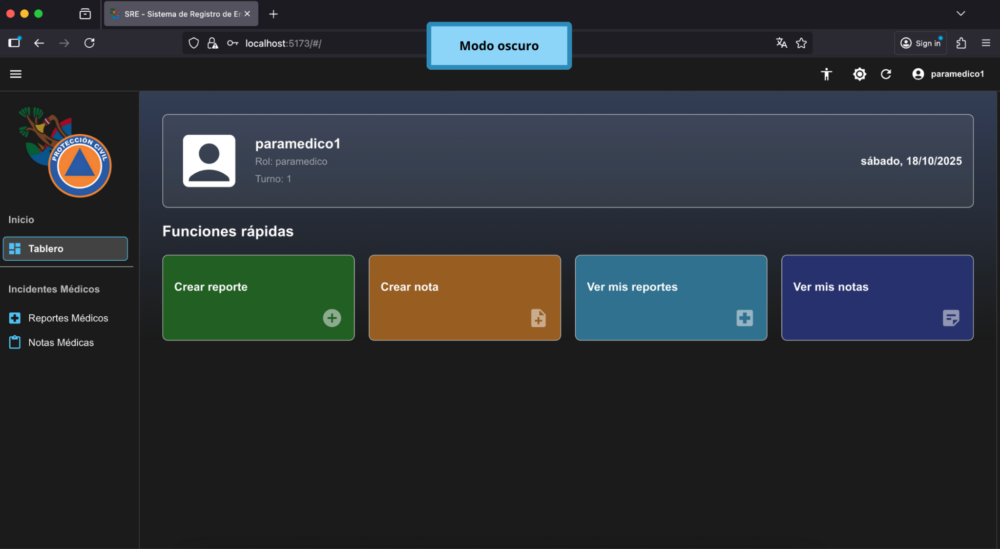 SRE - Sistema de Registro de En
Modo oscuro
localhost:5173/#/
Sign in
paramedico1
PROTECCIÓN CIVIL
paramedico1
Rol: paramedico
Turno: 1
sábado, 18/10/2025
Inicio
Tablero
Funciones rápidas
Crear reporte
Crear nota
Ver mis reportes
Ver mis notas
Incidentes Médicos
Reportes Médicos
Notas Médicas